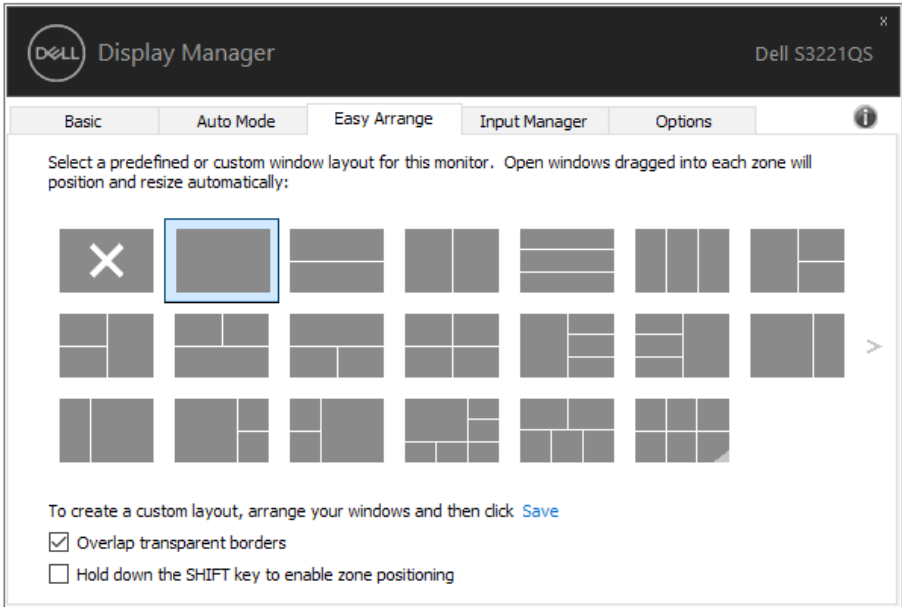 x
DELL Display Manager Dell S3221QS
Basic Auto Mode Easy Arrange Input Manager Options i
Select a predefined or custom window layout for this monitor. Open windows dragged into each zone will
position and resize automatically:
>
To create a custom layout, arrange your windows and then click Save
Overlap transparent borders
Hold down the SHIFT key to enable zone positioning